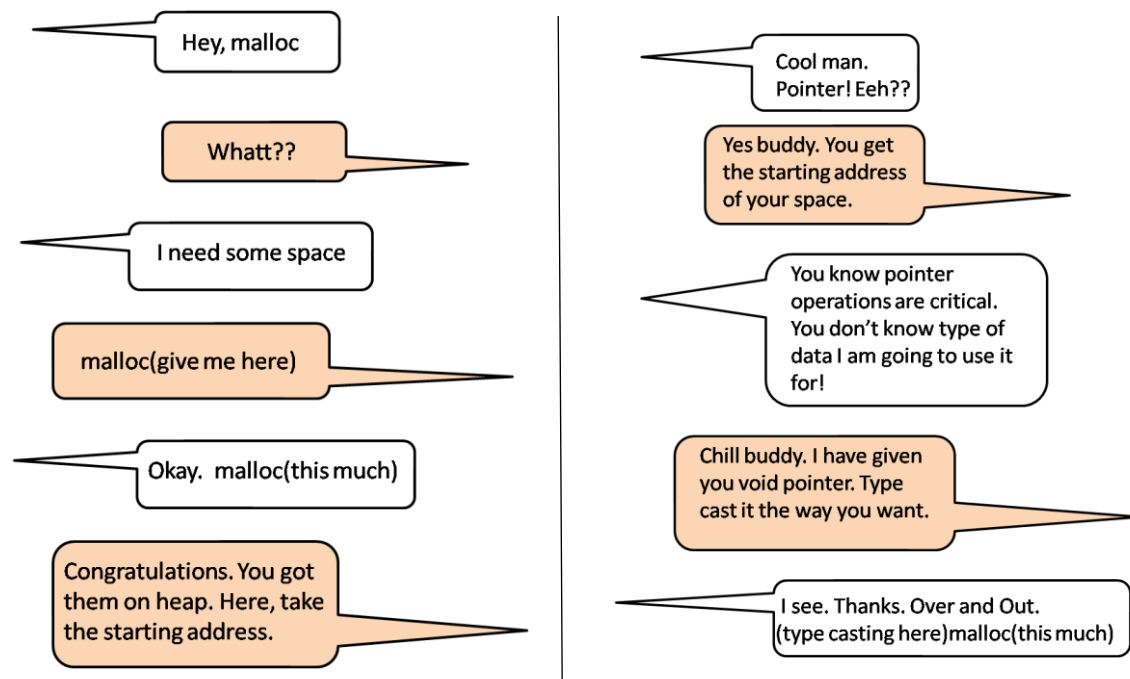 Hey, malloc
Whatt??
I need some space
malloc(give me here)
Okay.  malloc(this much)
Congratulations. You got
them on heap. Here, take
the starting address.
Cool man.
Pointer! Eeh??
Yes buddy. You get
the starting address
of your space.
You know pointer
operations are critical.
You don't know type of
data I am going to use it
for!
Chill buddy. I have given
you void pointer. Type
cast it the way you want.
I see. Thanks. Over and Out.
(type casting here)malloc(this much)